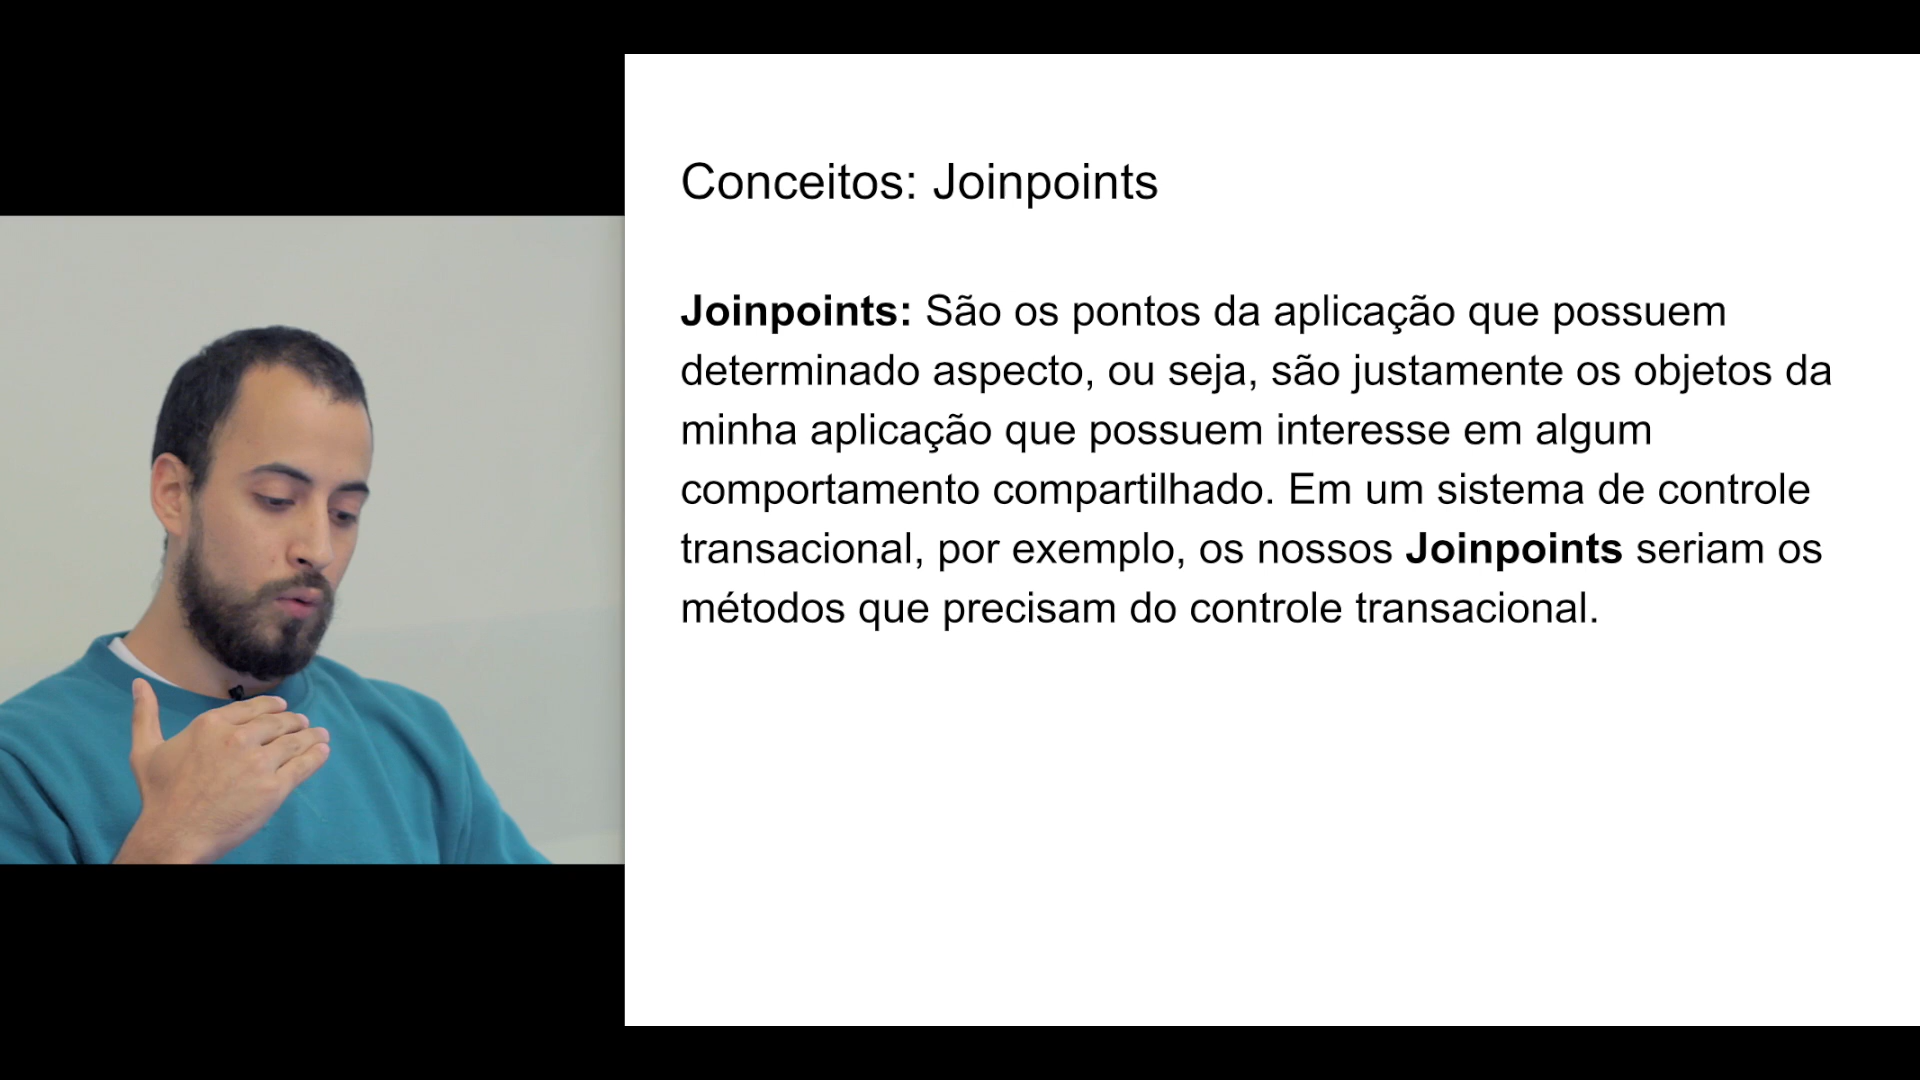 Conceitos: Joinpoints
Joinpoints: São os pontos da aplicação que possuem
determinado aspecto, ou seja, são justamente os objetos da
minha aplicação que possuem interesse em algum
comportamento compartilhado. Em um sistema de controle
transacional, por exemplo, os nossos Joinpoints seriam os
métodos que precisam do controle transacional.